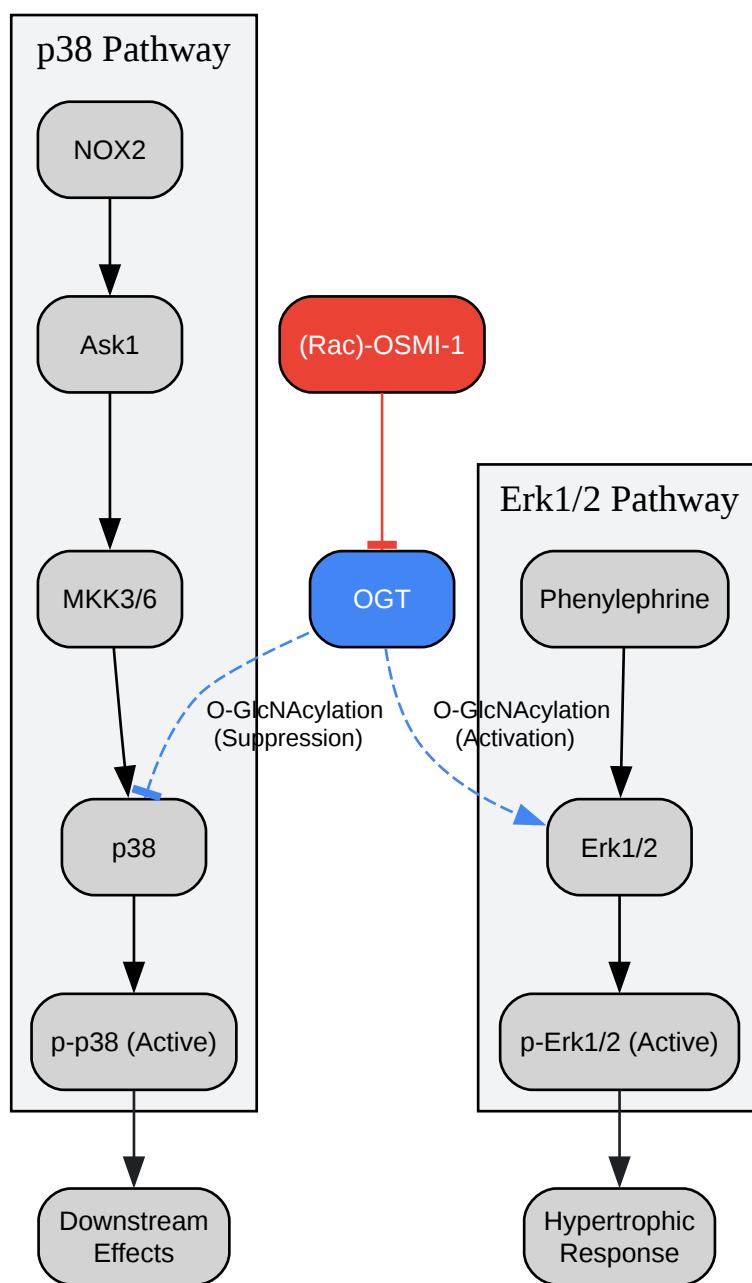 p38 Pathway
NOX2
Ask1
(Rac)-OSMI-1
Erk1/2 Pathway
MKK3/6
OGT
Phenylephrine
O-GlcNAcylation
(Suppression)
O-GlcNAcylation
(Activation)
p38
Erk1/2
p-p38 (Active)
p-Erk1/2 (Active)
Downstream
Effects
Hypertrophic
Response